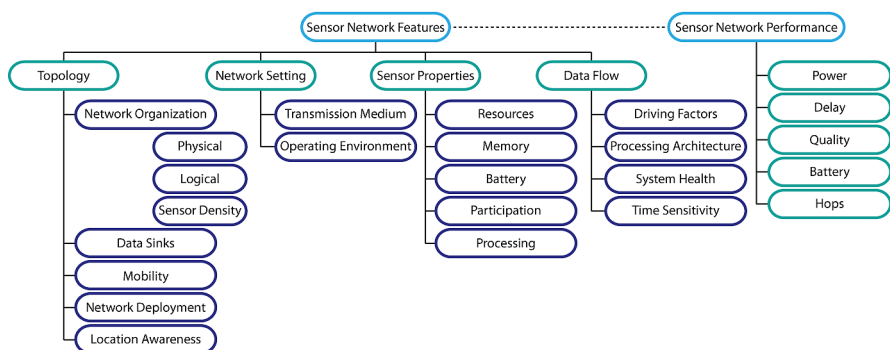 Sensor Network Features
Sensor Network Performance
Topology
Network Setting
Sensor Properties
Data Flow
Power
Network Organization
Transmission Medium
Resources
Driving Factors
Delay
Physical
Operating Environment
Memory
Processing Architecture
Quality
Logical
Battery
System Health
Battery
Sensor Density
Participation
Time Sensitivity
Hops
Data Sinks
Processing
Mobility
Network Deployment
Location Awareness